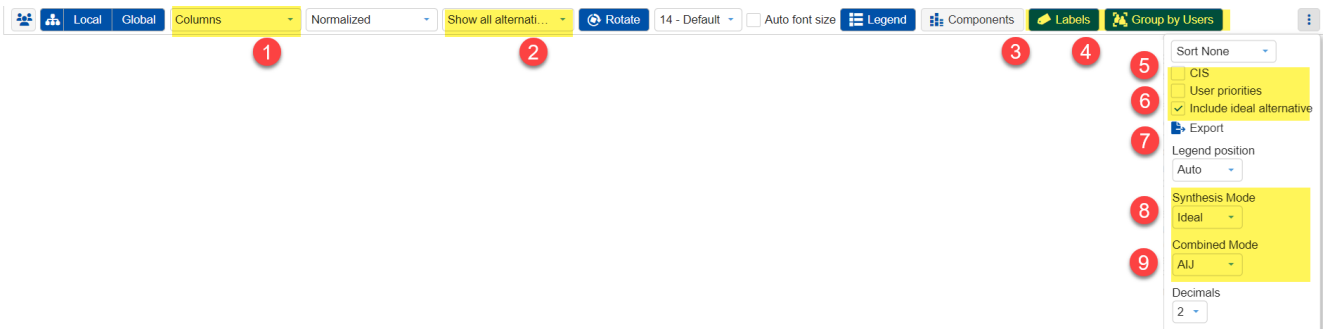 Local Global Columns Normalized Show all alternati... Rotate 14 - Default Auto font size Legend Components Labels Group by Users
1 2 3 4
Sort None
5 CIS
User priorities
6 Include ideal alternative
Export
7
Legend position
Auto
Synthesis Mode
8 Ideal
Combined Mode
9 AIJ
Decimals
2